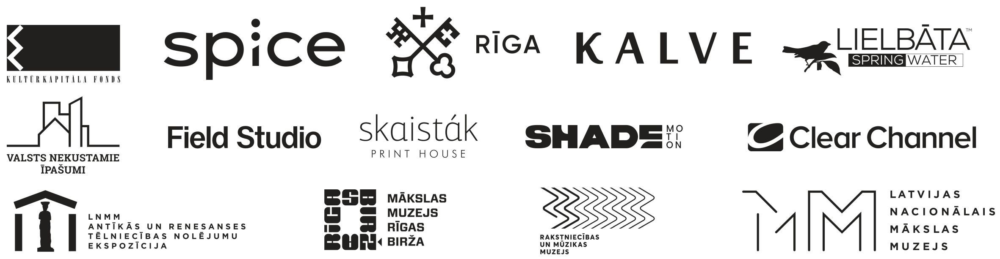 KULTŪRKAPITĀLA FONDS
spice
RĪGA
KALVE
LIELBĀTA™
SPRING WATER
VALSTS NEKUSTAMIE
ĪPAŠUMI
Field Studio
skaisták
PRINT HOUSE
SHADE
MO
TI
ON
Clear Channel
LNMM
ANTĪKĀS UN RENESANSES
TĒLNIECĪBAS NOLĒJUMU
EKSPOZĪCIJA
RĪGAS BIRŽA
MĀKSLAS
MUZEJS
RĪGAS
BIRŽA
RAKSTNIECĪBAS
UN MŪZIKAS
MUZEJS
MM
LATVIJAS
NACIONĀLAIS
MĀKSLAS
MUZEJS